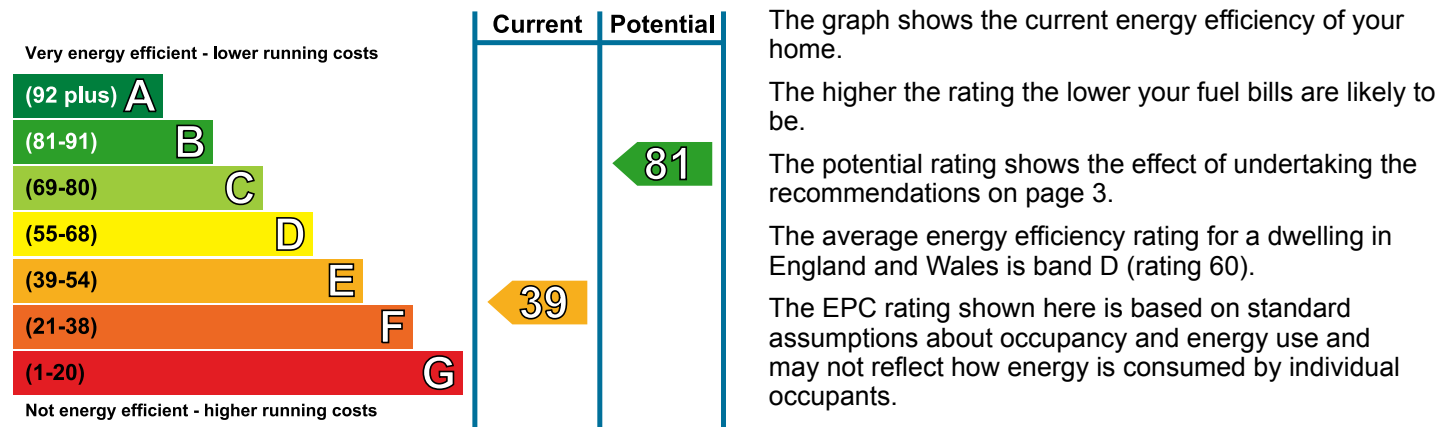 Current Potential
Very energy efficient - lower running costs
(92 plus) A
(81-91) B
81
(69-80) C
(55-68) D
(39-54) E
39
(21-38) F
(1-20) G
Not energy efficient - higher running costs
The graph shows the current energy efficiency of your
home.
The higher the rating the lower your fuel bills are likely to
be.
The potential rating shows the effect of undertaking the
recommendations on page 3.
The average energy efficiency rating for a dwelling in
England and Wales is band D (rating 60).
The EPC rating shown here is based on standard
assumptions about occupancy and energy use and
may not reflect how energy is consumed by individual
occupants.